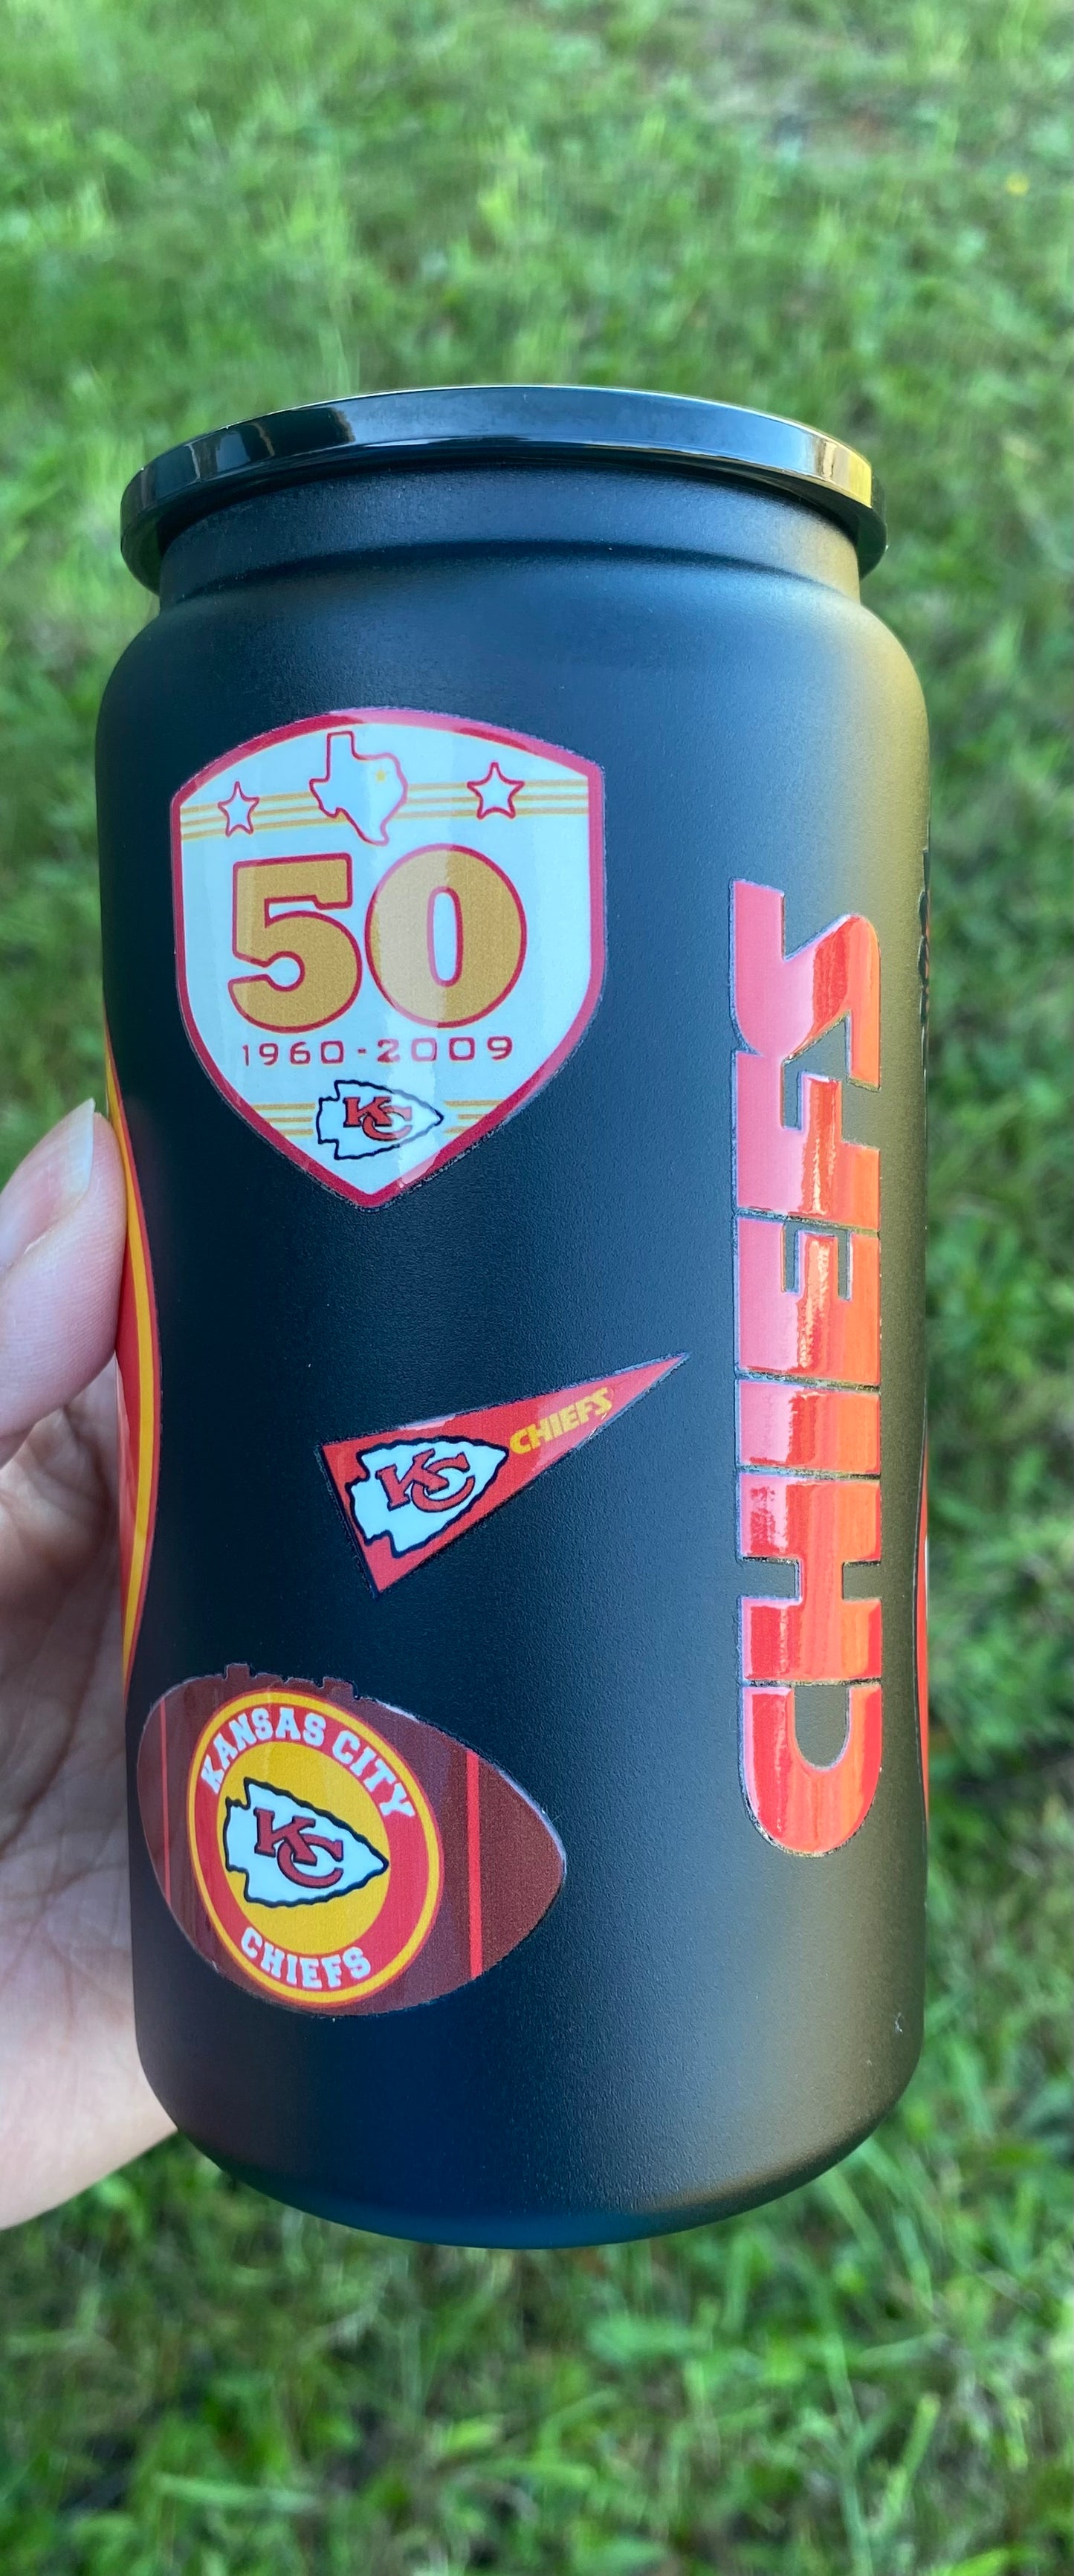 50
1960-2009
KC
CHIEFS
KC
CHIEFS
KANSAS CITY
KC
CHIEFS